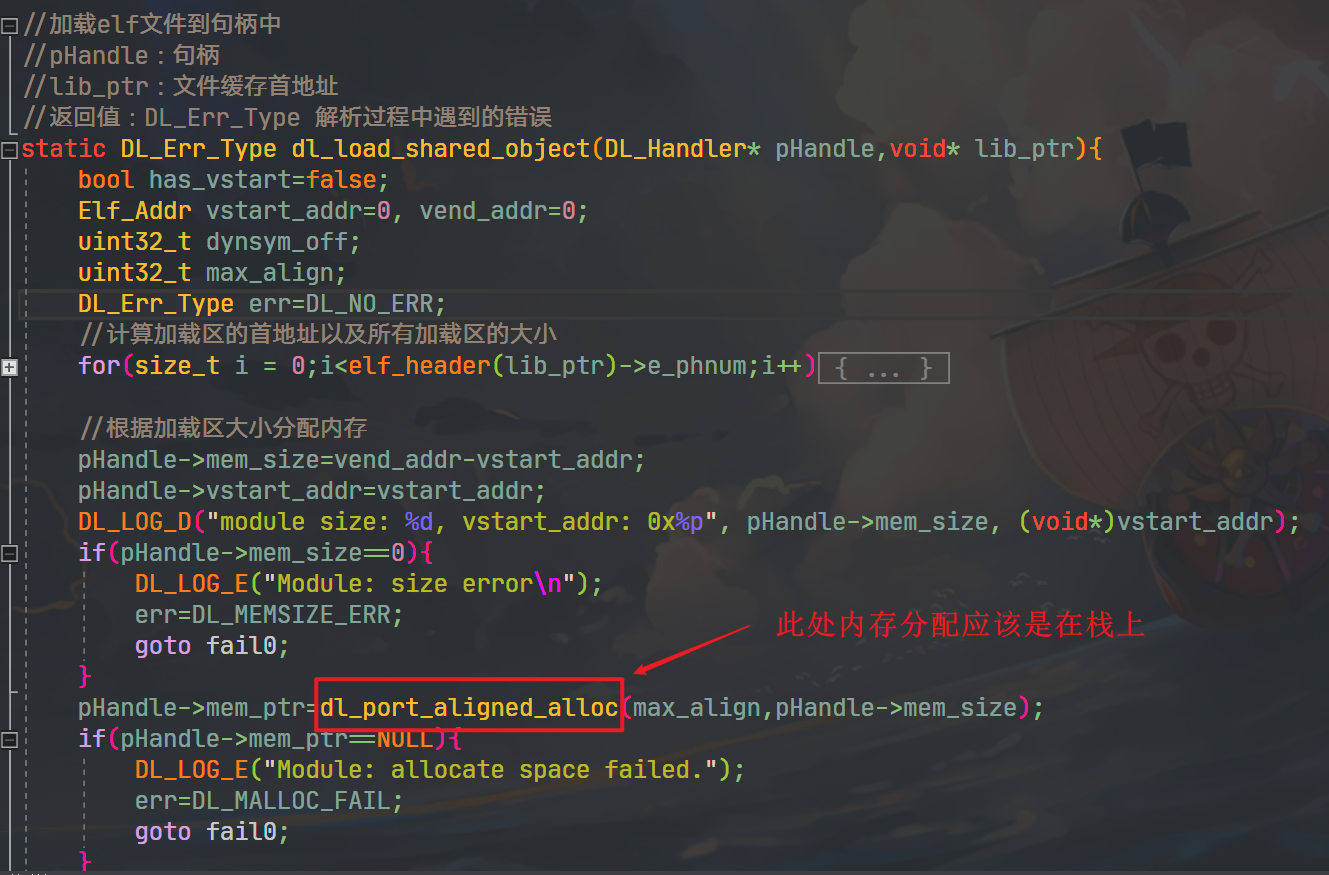 //加载elf文件到句柄中
//pHandle：句柄
//lib_ptr：文件缓存首地址
//返回值：DL_Err_Type 解析过程中遇到的错误
static DL_Err_Type dl_load_shared_object(DL_Handler* pHandle,void* lib_ptr){
bool has_vstart=false;
Elf_Addr vstart_addr=0, vend_addr=0;
uint32_t dynsym_off;
uint32_t max_align;
DL_Err_Type err=DL_NO_ERR;
//计算加载区的首地址以及所有加载区的大小
for(size_t i = 0;i<elf_header(lib_ptr)->e_phnum;i++){ ... }
//根据加载区大小分配内存
pHandle->mem_size=vend_addr-vstart_addr;
pHandle->vstart_addr=vstart_addr;
DL_LOG_D("module size: %d, vstart_addr: 0x%p", pHandle->mem_size, (void*)vstart_addr);
if(pHandle->mem_size==0){
DL_LOG_E("Module: size error\n");
err=DL_MEMSIZE_ERR;
此处内存分配应该是在栈上
goto fail0;
}
pHandle->mem_ptr=dl_port_aligned_alloc(max_align,pHandle->mem_size);
if(pHandle->mem_ptr==NULL){
DL_LOG_E("Module: allocate space failed.");
err=DL_MALLOC_FAIL;
goto fail0;
}